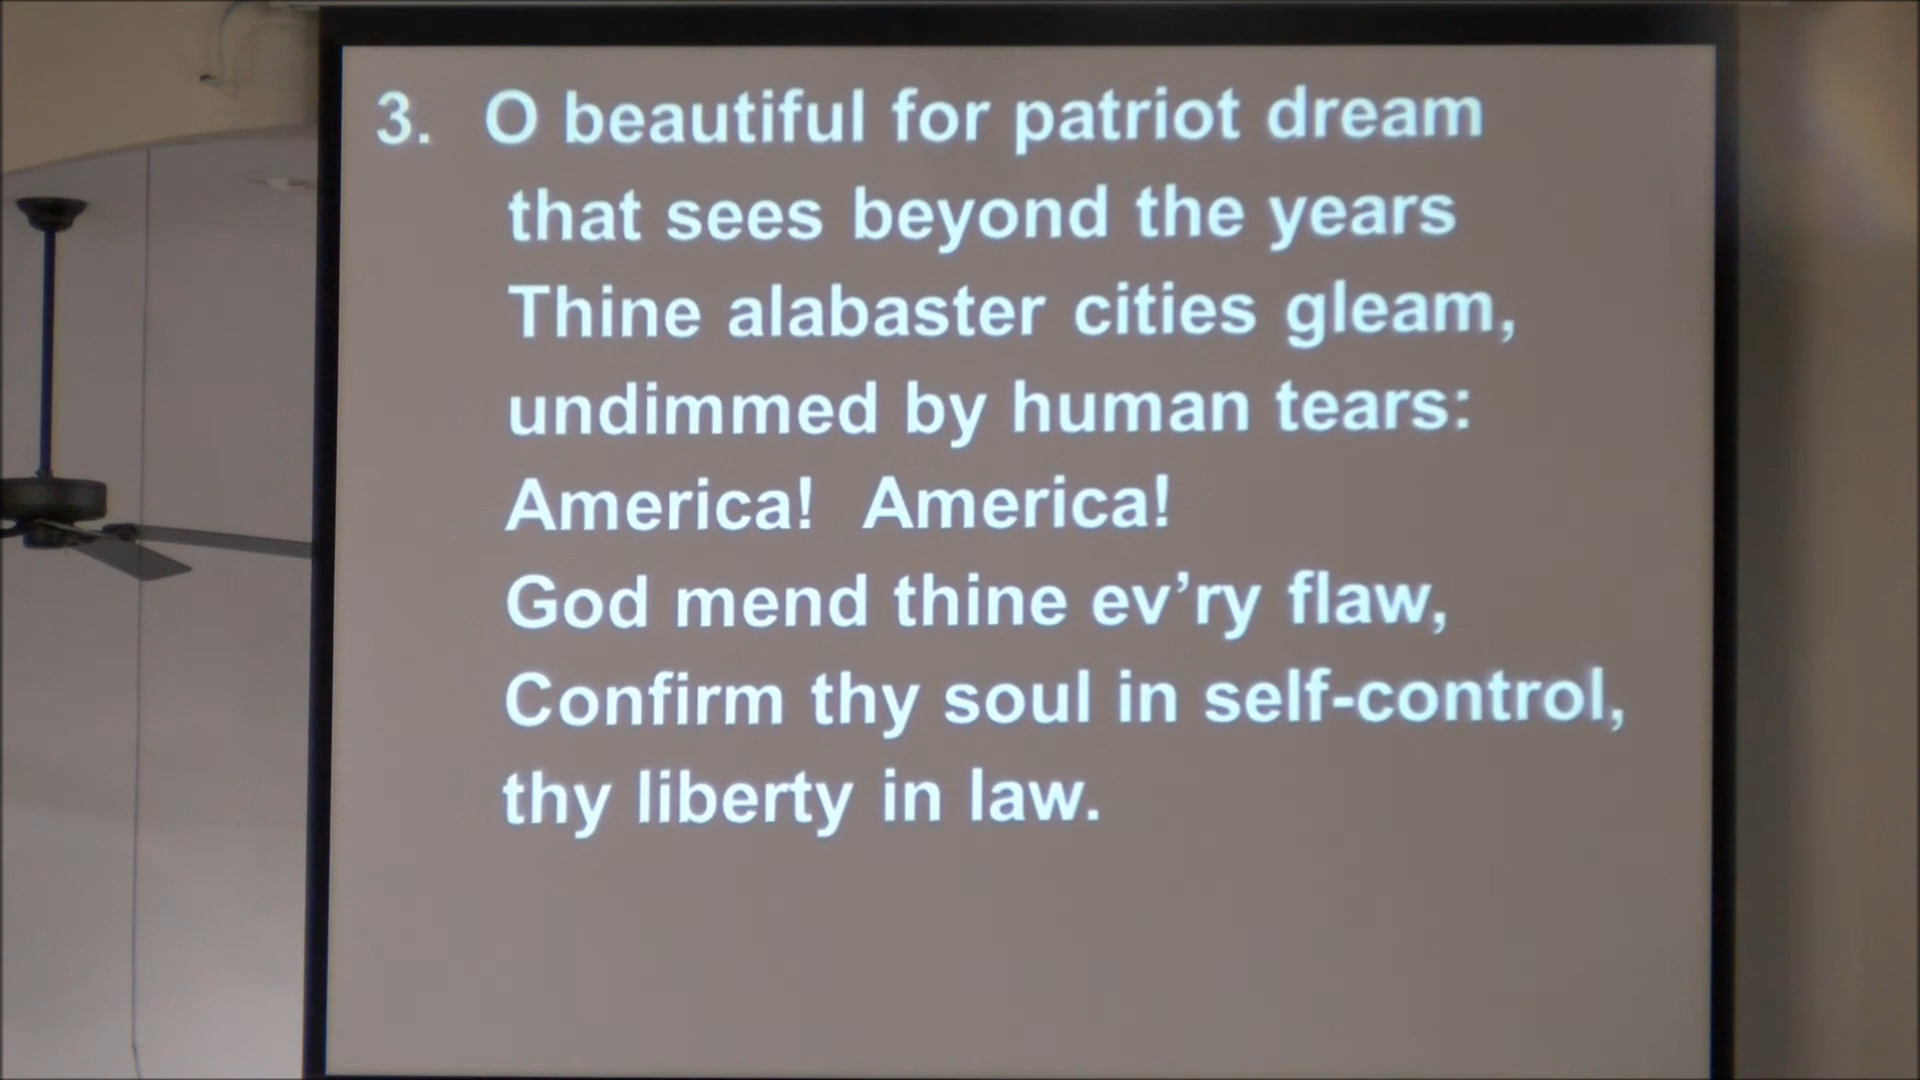 3. O beautiful for patriot dream
that sees beyond the years
Thine alabaster cities gleam,
undimmed by human tears:
America! America!
God mend thine ev’ry flaw,
Confirm thy soul in self-control,
thy liberty in law.